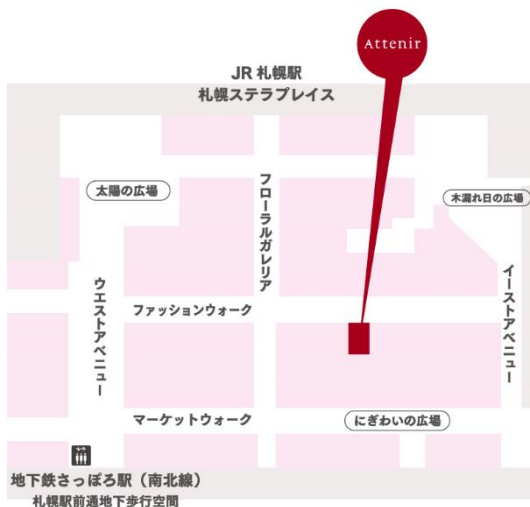 Attenir
JR 札幌駅
札幌ステラプレイス
太陽の広場
フローラルガレリア
木漏れ日の広場
ウエストアベニュー
イーストアベニュー
ファッションウォーク
マーケットウォーク
にぎわいの広場
地下鉄さっぽろ駅（南北線）
札幌駅前通地下歩行空間